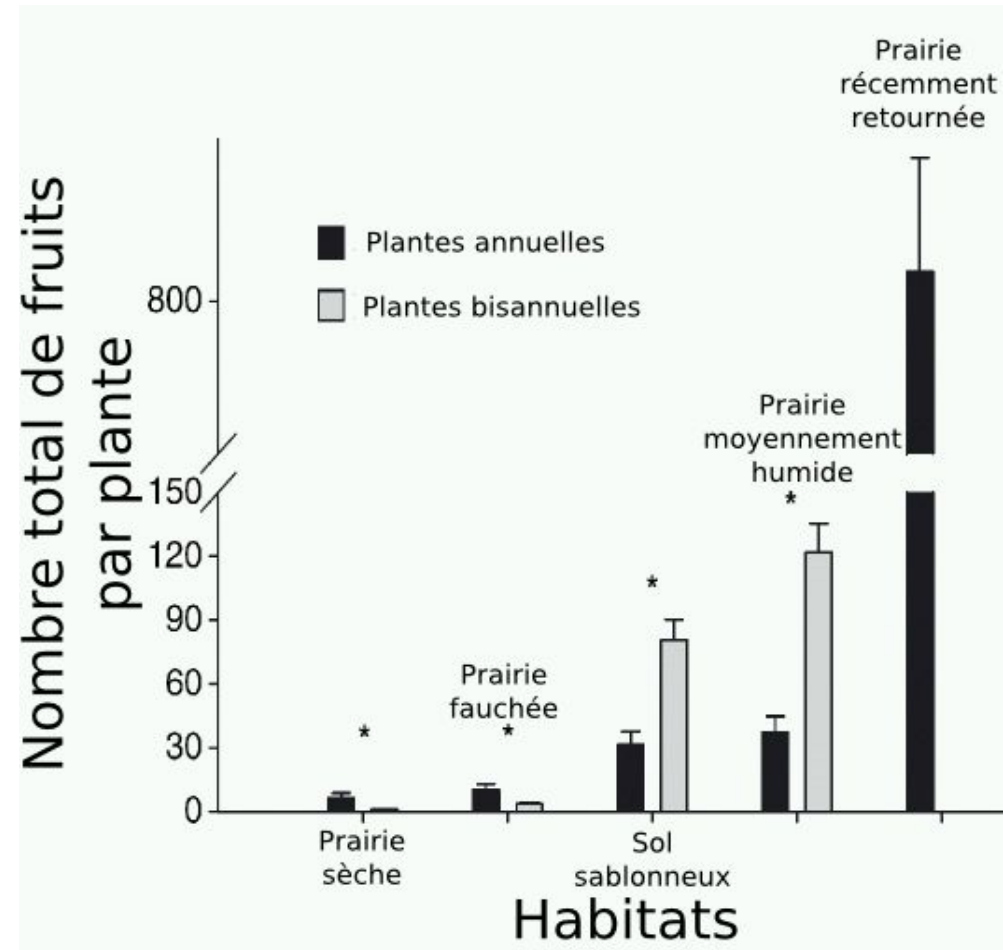 Prairie
récemment
retournée
Nombre total de fruits
par plante
Plantes annuelles
Plantes bisannuelles
800
Prairie
moyennement
humide
*
150
120
*
90
60
Prairie
fauchée
*
*
30
0
Prairie
sèche
Sol
sablonneux
Habitats